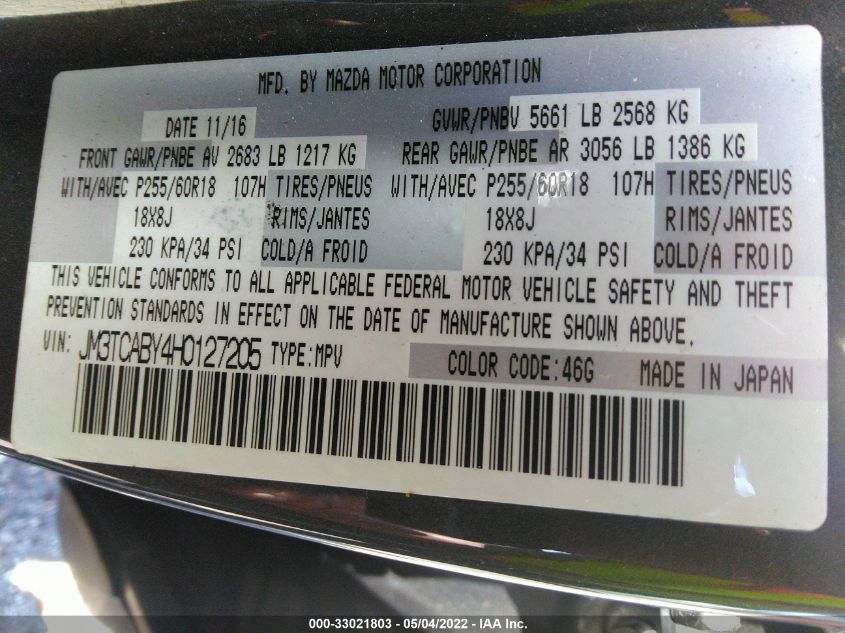 MFD. BY MAZDA MOTOR CORPORATION
DATE 11/16 GVWR/PNBV 5661 LB 2568 KG
FRONT GAWR/PNBE AV 2683 LB 1217 KG REAR GAWR/PNBE AR 3056 LB 1386 KG
WITH/AVEC P255/60R18 107H TIRES/PNEUS WITH/AVEC P255/60R18 107H TIRES/PNEUS
18X8J RIMS/JANTES 18X8J RIMS/JANTES
230 KPA/34 PSI COLD/A FROID 230 KPA/34 PSI COLD/A FROID
THIS VEHICLE CONFORMS TO ALL APPLICABLE FEDERAL MOTOR VEHICLE SAFETY AND THEFT
PREVENTION STANDARDS IN EFFECT ON THE DATE OF MANUFACTURE SHOWN ABOVE.
VIN: JM3TCABY4H0127205 TYPE:MPV COLOR CODE:46G MADE IN JAPAN
000-33021803 - 05/04/2022 - IAA Inc.